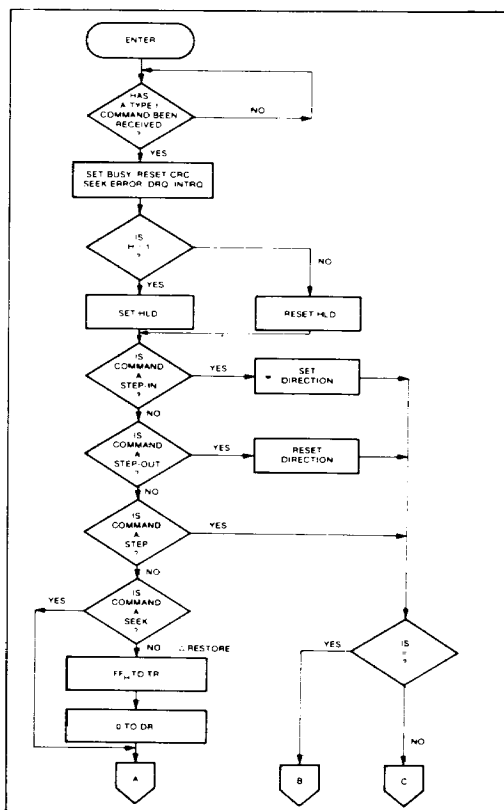 ENTER
HAS
A TYPE I
COMMAND BEEN
RECEIVED
?
NO
YES
SET BUSY, RESET CRC
SEEK ERROR, DRQ, INTRQ
IS
H = 1
?
NO
YES
SET HLD
RESET HLD
IS
COMMAND
A
STEP-IN
?
YES
SET
DIRECTION
NO
IS
COMMAND
A
STEP-OUT
?
YES
RESET
DIRECTION
NO
IS
COMMAND
A
STEP
?
YES
NO
IS
COMMAND
A
SEEK
?
YES
NO
RESTORE
FFH TO TR
0 TO DR
IS
?
YES
NO
A
B
C